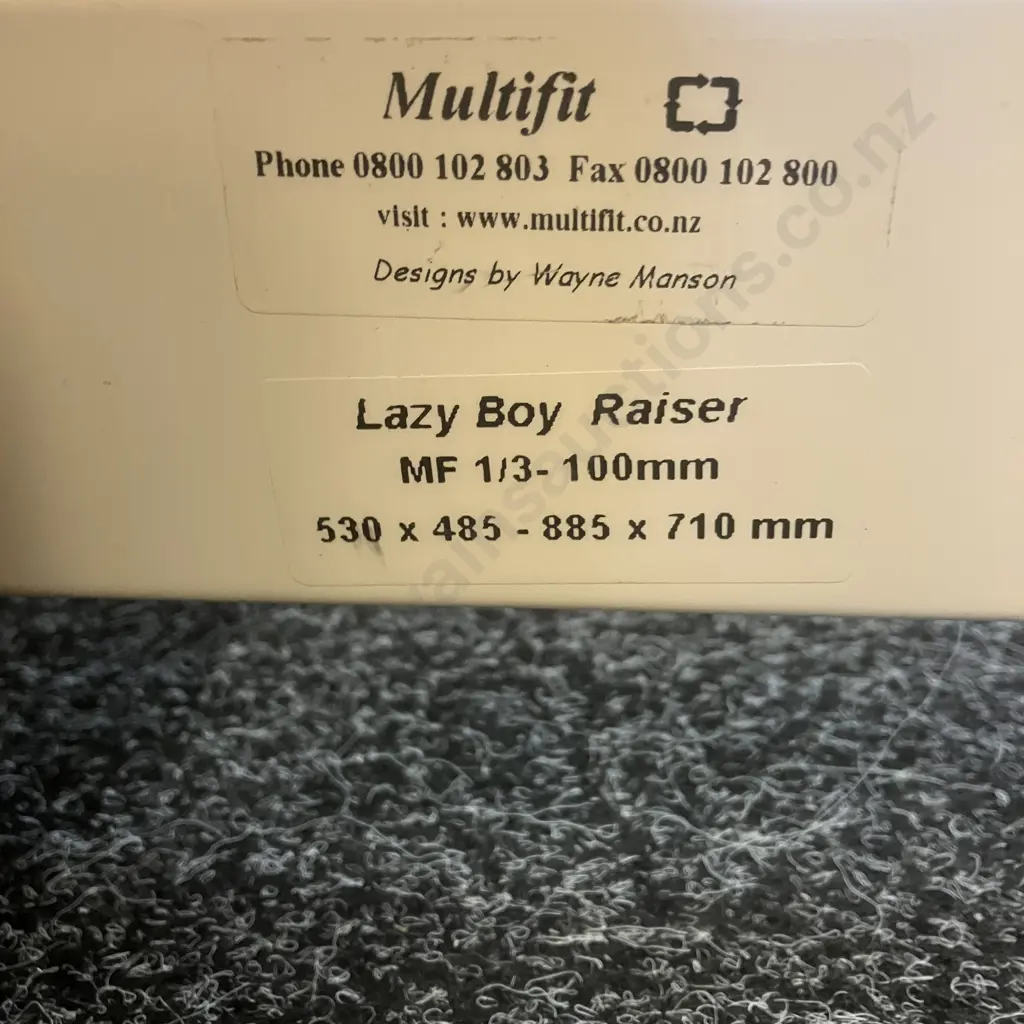 Multifit
Phone 0800 102 803 Fax 0800 102 800
visit : www.multifit.co.nz
Designs by Wayne Manson
Lazy Boy Raiser
MF 1/3- 100mm
530 x 485 - 885 x 710 mm